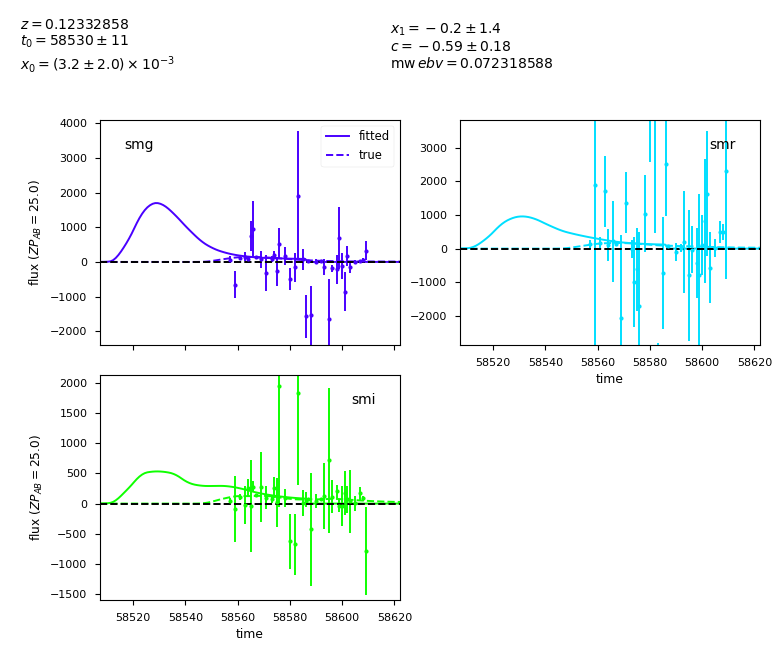 z = 0.12332858
t₀ = 58530 ± 11
x₀ = (3.2 ± 2.0) × 10⁻³
x₁ = − 0.2 ± 1.4
c = − 0.59 ± 0.18
mw ebv = 0.072318588
smg
fitted
true
4000
3000
2000
1000
0
−1000
−2000
flux (ZP_AB = 25.0)
smr
3000
2000
1000
0
−1000
−2000
58520 58540 58560 58580 58600 58620
time
smi
2000
1500
1000
500
0
−500
−1000
−1500
flux (ZP_AB = 25.0)
58520 58540 58560 58580 58600 58620
time